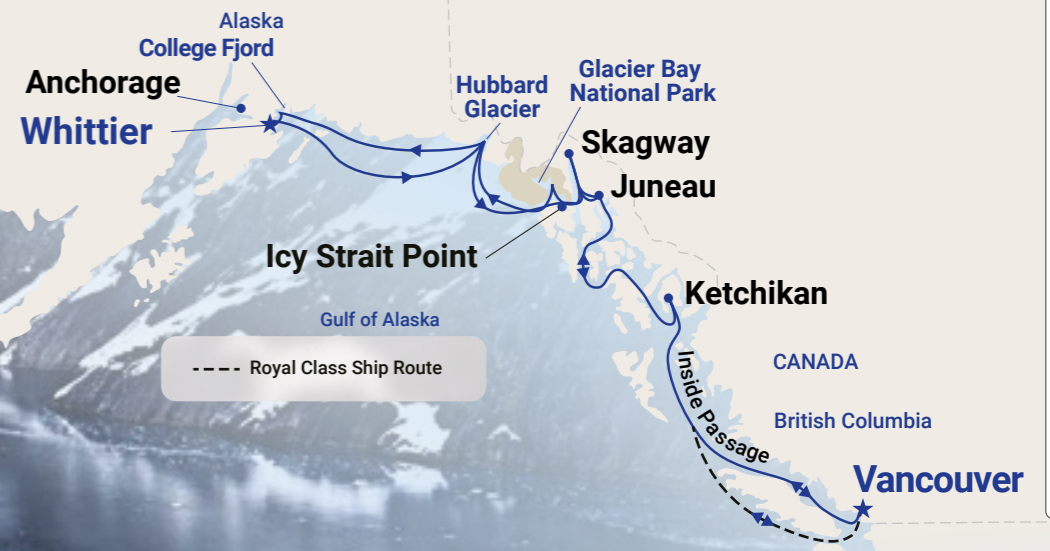 Alaska
College Fjord
Anchorage
Whittier
Hubbard
Glacier
Glacier Bay
National Park
Skagway
Juneau
Icy Strait Point
Ketchikan
Gulf of Alaska
Royal Class Ship Route
Inside Passage
CANADA
British Columbia
Vancouver